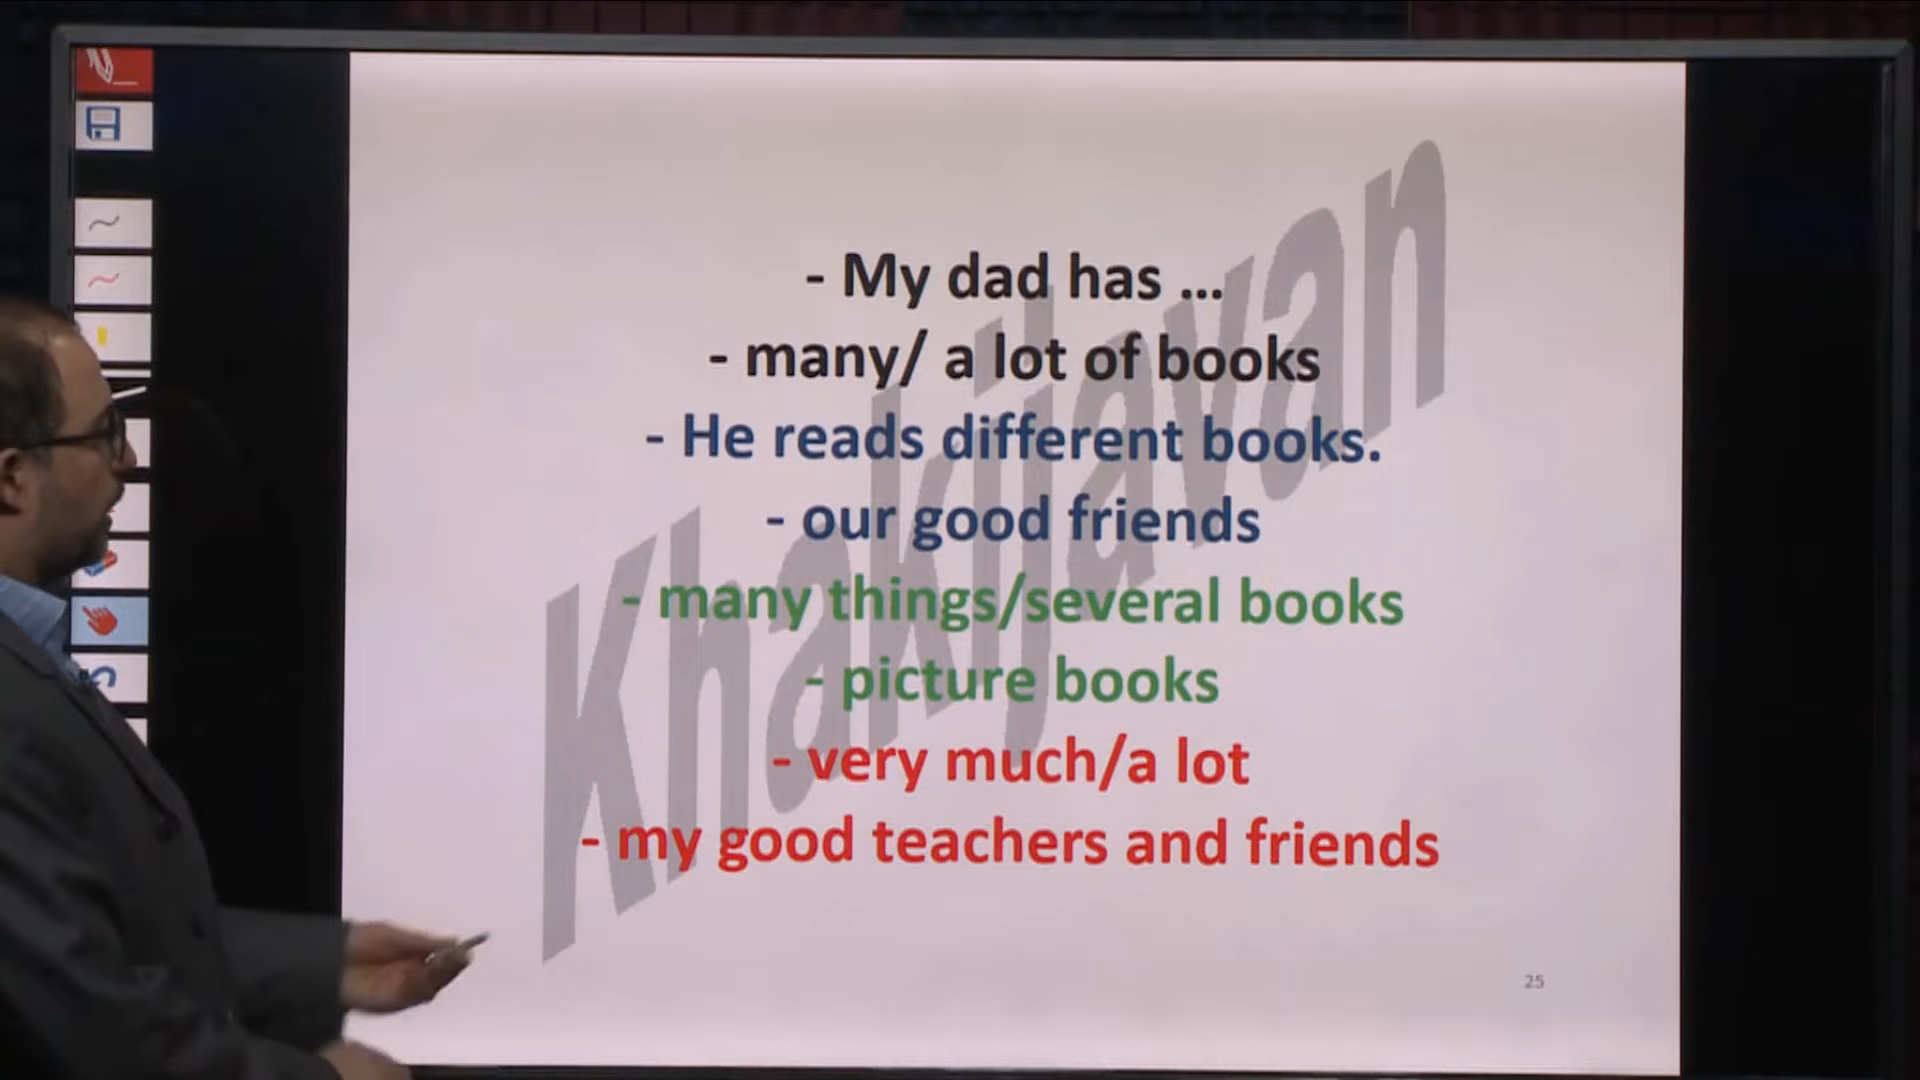 - My dad has ...
- many/ a lot of books
- He reads different books.
- our good friends
- many things/several books
- picture books
- very much/a lot
- my good teachers and friends
Khakijavan
25